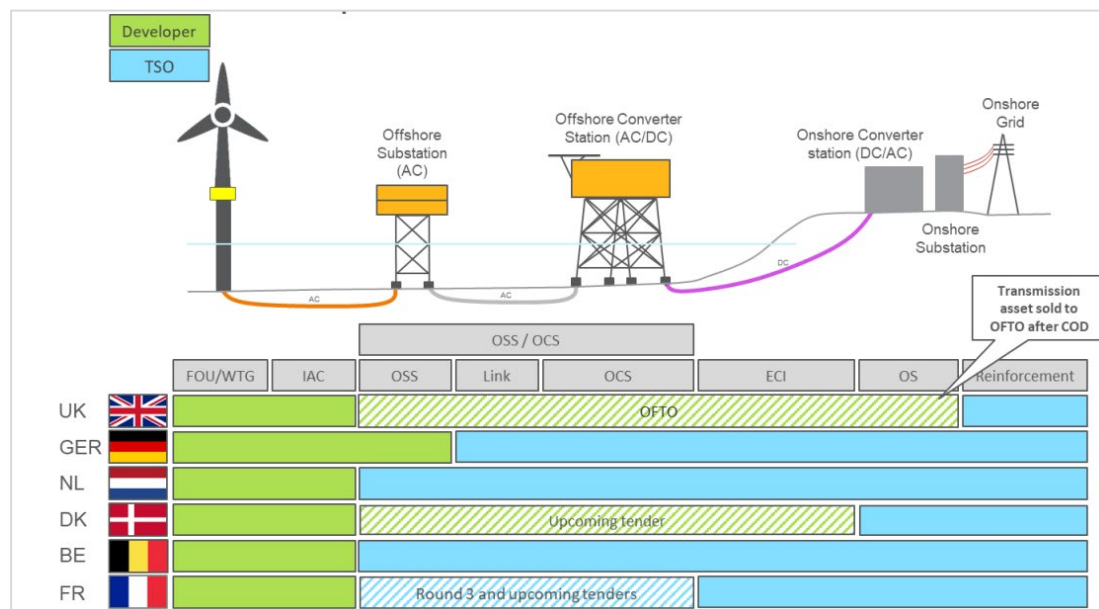 Developer
TSO
Offshore
Substation
(AC)
Offshore Converter
Station (AC/DC)
Onshore Converter
station (DC/AC)
Onshore
Grid
Onshore
Substation
AC
AC
DC
Transmission
asset sold to
OFTO after COD
OSS / OCS
FOU/WTG IAC OSS Link OCS ECI OS Reinforcement
UK OFTO
GER
NL
DK Upcoming tender
BE
FR Round 3 and upcoming tenders